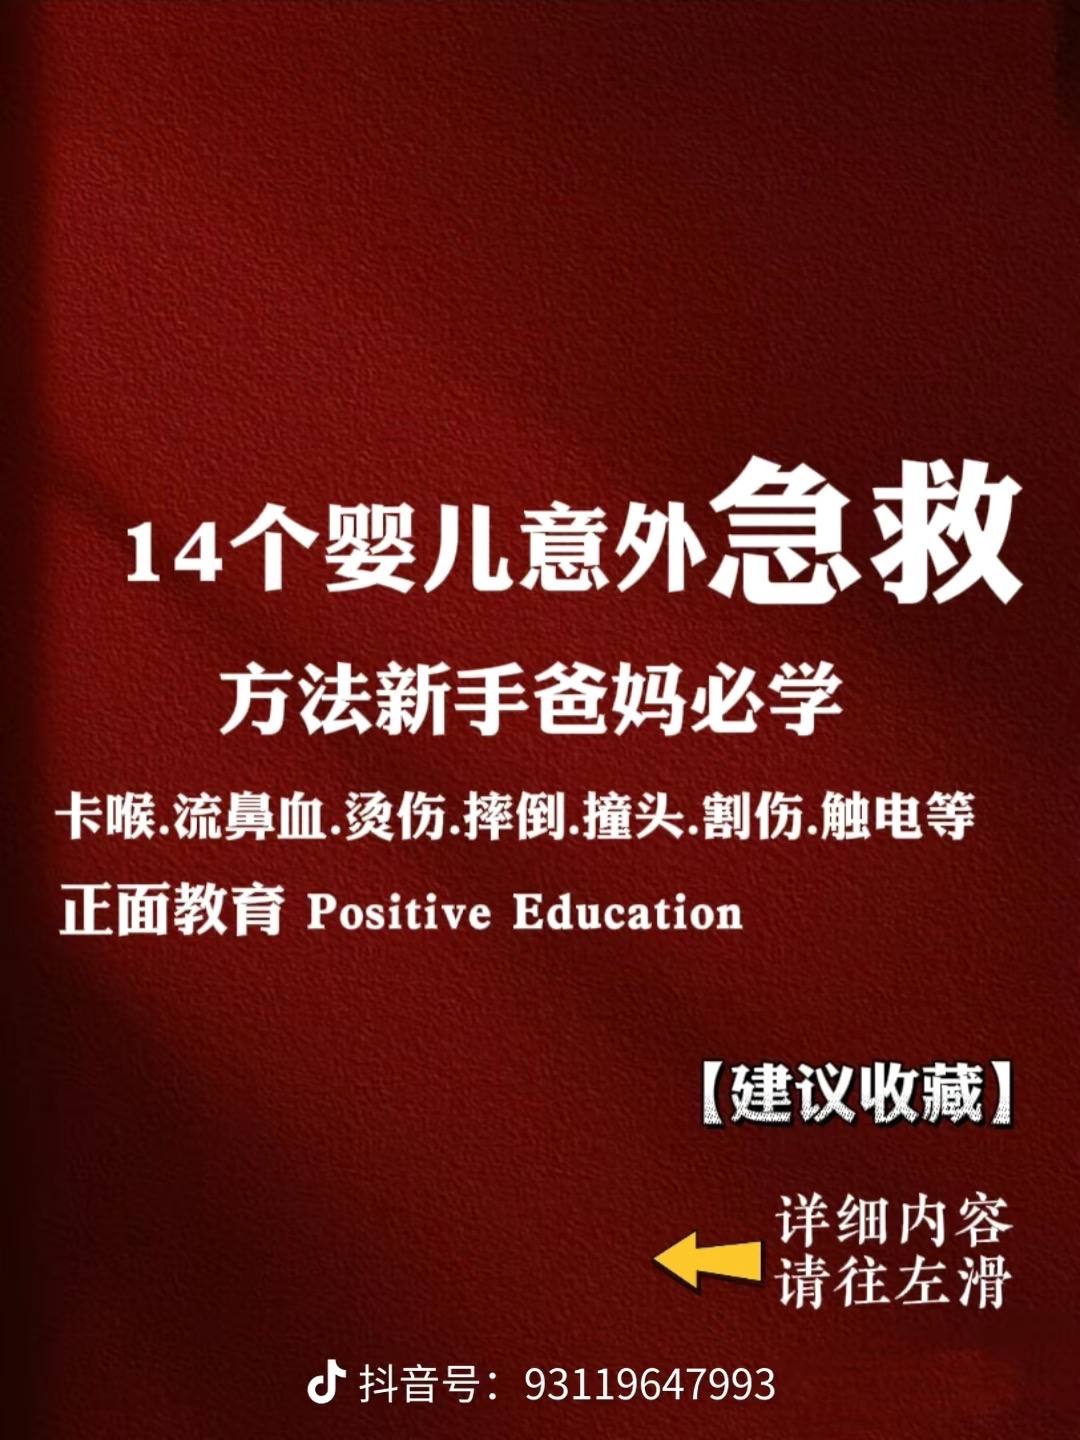 14个婴儿意外急救
方法新手爸妈必学
卡喉.流鼻血.烫伤.摔倒.撞头.割伤.触电等
正面教育 Positive Education
【建议收藏】
详细内容
请往左滑
抖音号：93119647993